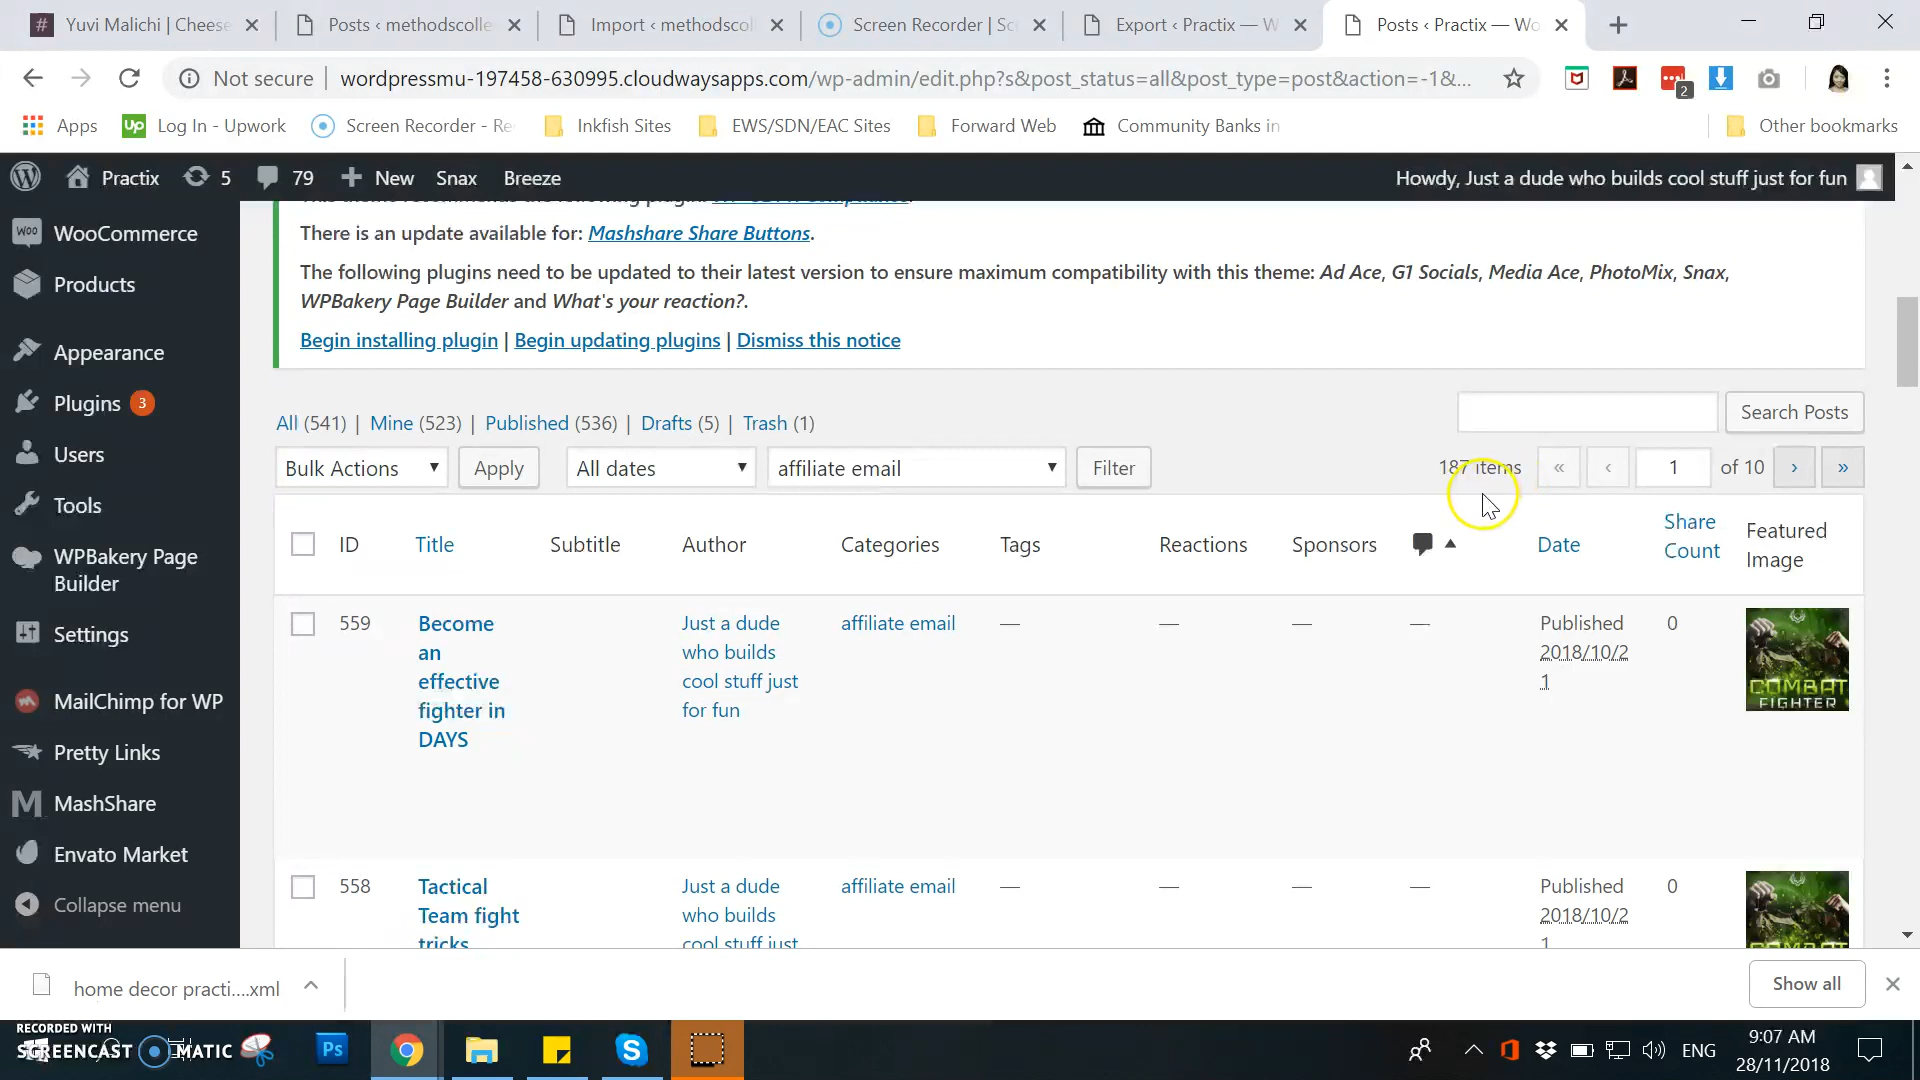 Yuvi Malichi | Cheese
Posts ‹ methodscolle
Import ‹ methodscoll
Screen Recorder | Sc
Export ‹ Practix — W
Posts ‹ Practix — Wo
Not secure
wordpressmu-197458-630995.cloudwaysapps.com/wp-admin/edit.php?s&post_status=all&post_type=post&action=-1&...
2
Apps
Up Log In - Upwork
Screen Recorder - Re
Inkfish Sites
EWS/SDN/EAC Sites
Forward Web
Community Banks in
Other bookmarks
Practix
5
79
New
Snax
Breeze
Howdy, Just a dude who builds cool stuff just for fun
Woo WooCommerce
Products
Appearance
Plugins 3
Users
Tools
WPBakery Page
Builder
Settings
MailChimp for WP
Pretty Links
MashShare
Envato Market
Collapse menu
There is an update available for: Mashshare Share Buttons.
The following plugins need to be updated to their latest version to ensure maximum compatibility with this theme: Ad Ace, G1 Socials, Media Ace, PhotoMix, Snax,
WPBakery Page Builder and What's your reaction?.
Begin installing plugin | Begin updating plugins | Dismiss this notice
All (541) | Mine (523) | Published (536) | Drafts (5) | Trash (1)
Search Posts
Bulk Actions
Apply
All dates
affiliate email
Filter
187 items « ‹ 1 of 10 › »
ID
Title
Subtitle
Author
Categories
Tags
Reactions
Sponsors
Date
Share
Count
Featured
Image
559
Become
an
effective
fighter in
DAYS
Just a dude
who builds
cool stuff just
for fun
affiliate email
—
—
—
—
Published
2018/10/2
1
0
COMBAT
FIGHTER
558
Tactical
Team fight
tricks
Just a dude
who builds
cool stuff just
affiliate email
—
—
—
—
Published
2018/10/2
1
0
COMBAT
home decor practi....xml
Show all
RECORDED WITH
SCREENCAST MATIC
Ps
ENG
9:07 AM
28/11/2018